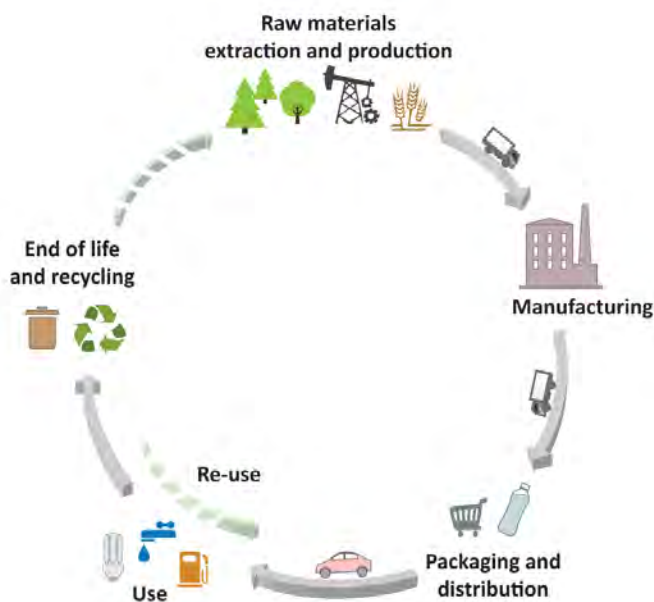 Raw materials
extraction and production
Manufacturing
Packaging and
distribution
Use
Re-use
End of life
and recycling